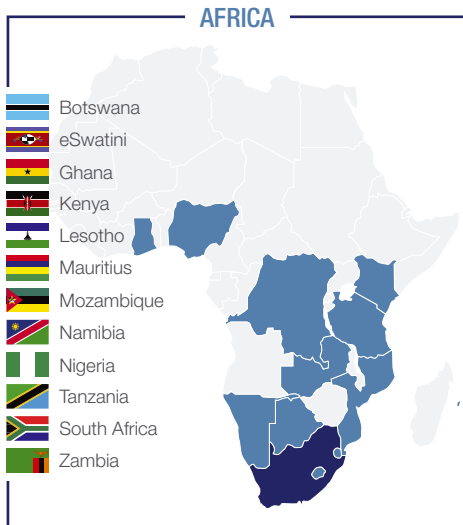 AFRICA
Botswana
eSwatini
Ghana
Kenya
Lesotho
Mauritius
Mozambique
Namibia
Nigeria
Tanzania
South Africa
Zambia